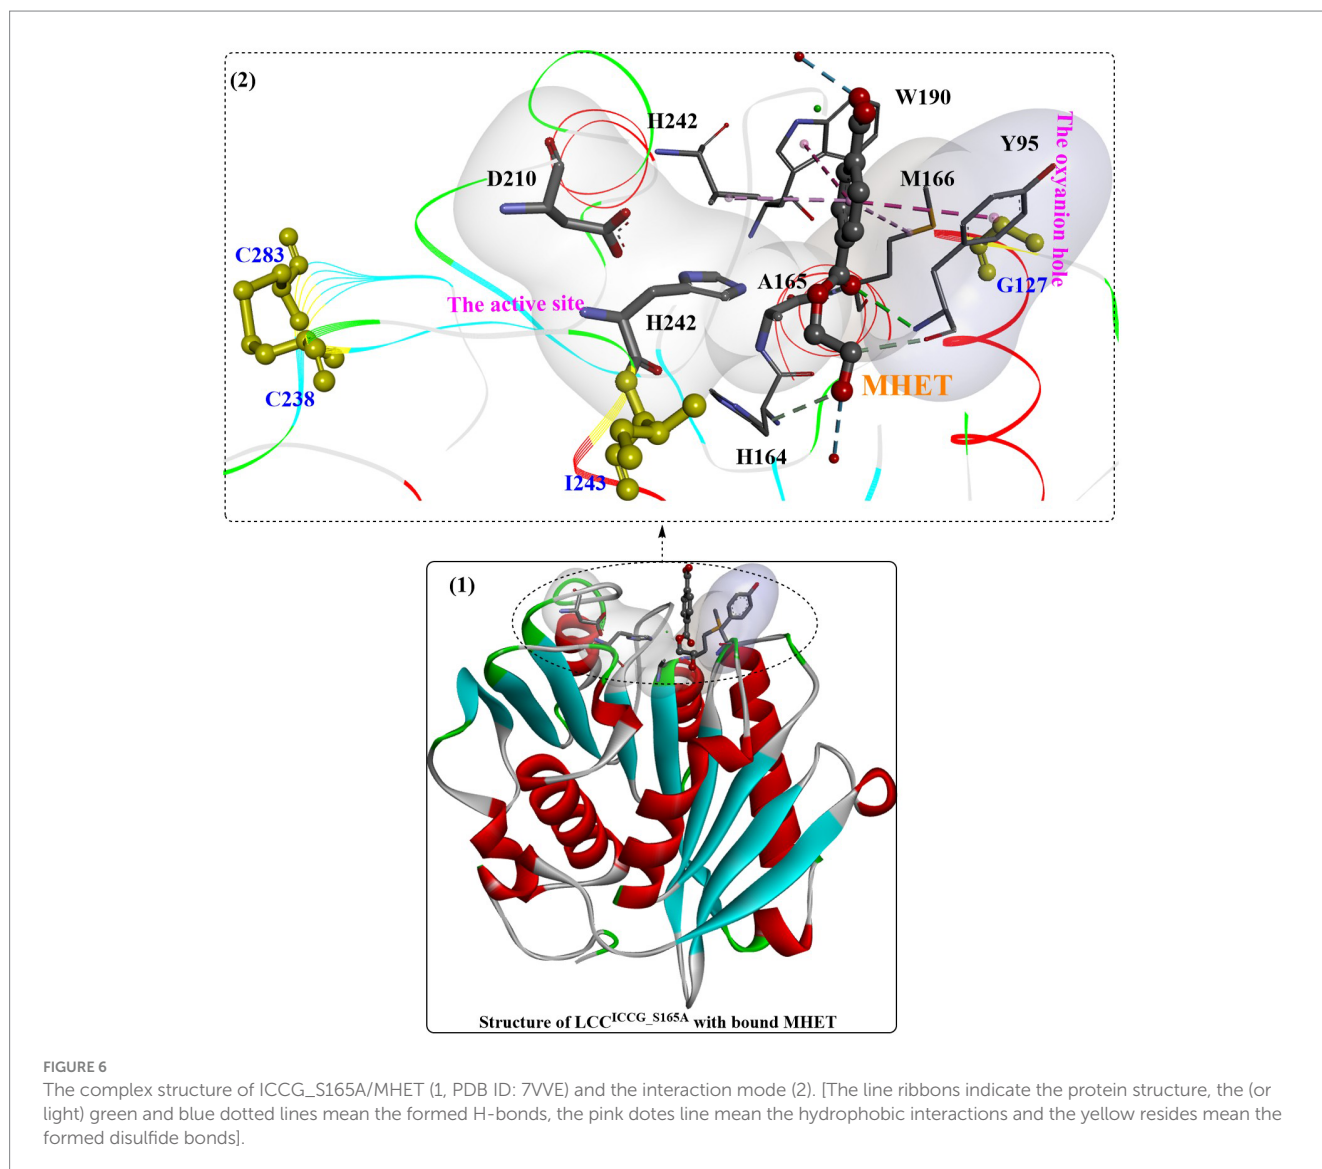 (2)
H242
W190
Y95
D210
M166
The oxyanion hole
C283
A165
G127
The active site
H242
C238
MHET
H164
I243
(1)
Structure of LCC^ICCG_S165A with bound MHET
FIGURE 6
The complex structure of ICCG_S165A/MHET (1, PDB ID: 7VVE) and the interaction mode (2). [The line ribbons indicate the protein structure, the (or
light) green and blue dotted lines mean the formed H-bonds, the pink dotes line mean the hydrophobic interactions and the yellow resides mean the
formed disulfide bonds].